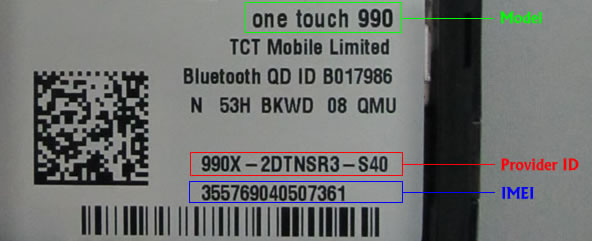 one touch 990 Model
TCT Mobile Limited
Bluetooth QD ID B017986
N 53H BKWD 08 QMU
990X-2DTNSR3-S40 Provider ID
355769040507361 IMEI